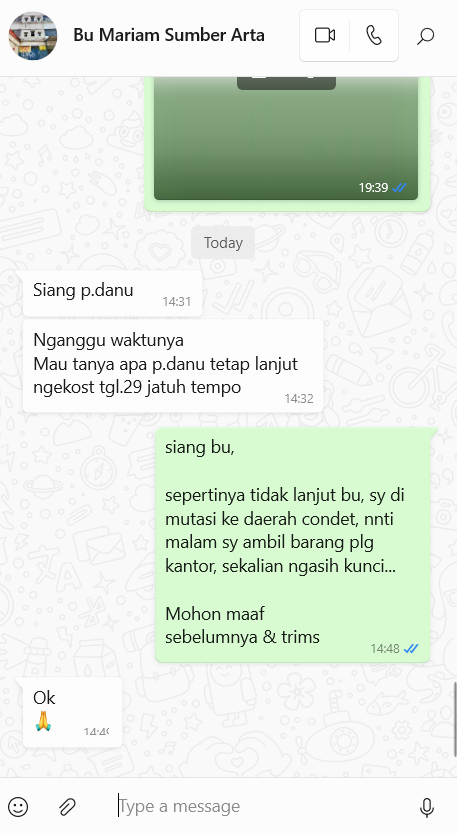 Bu Mariam Sumber Arta
19:39
Today
Siang p.danu
14:31
Nganggu waktunya
Mau tanya apa p.danu tetap lanjut
ngekost tgl.29 jatuh tempo
14:32
siang bu,
sepertinya tidak lanjut bu, sy di
mutasi ke daerah condet, nnti
malam sy ambil barang plg
kantor, sekalian ngasih kunci...
Mohon maaf
sebelumnya & trims
14:48
Ok
🙏
Type a message